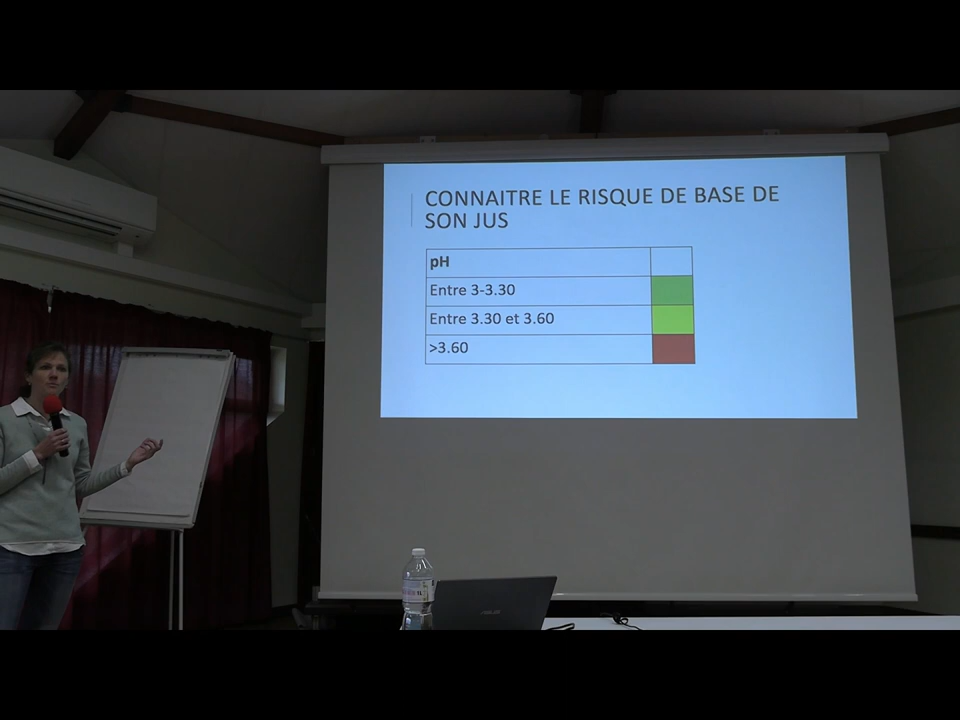 CONNAITRE LE RISQUE DE BASE DE
SON JUS
pH
Entre 3-3.30
Entre 3.30 et 3.60
>3.60
ASUS